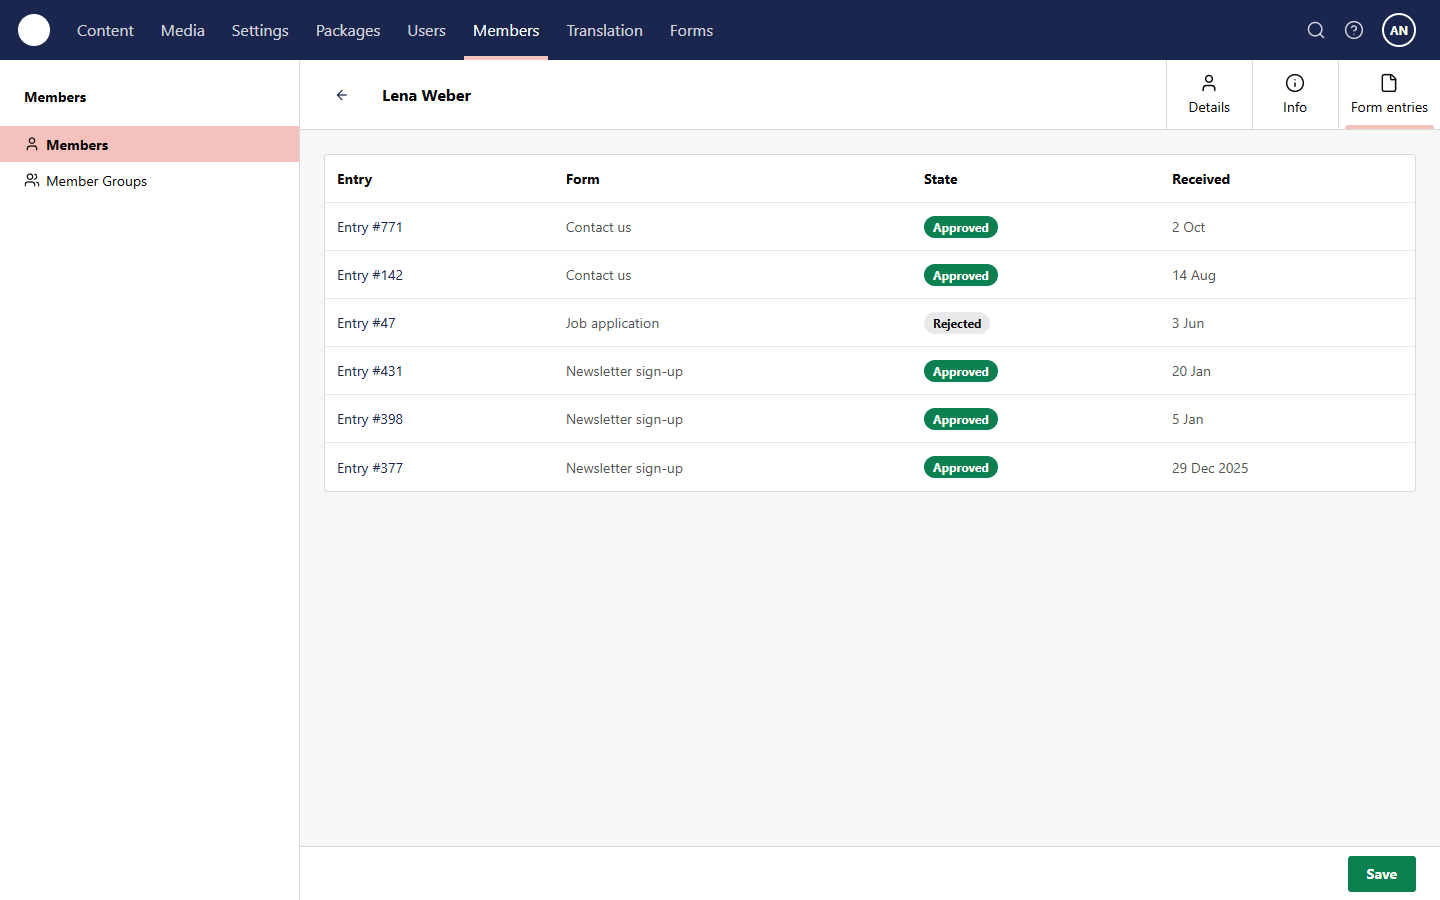 Content Media Settings Packages Users Members Translation Forms AN
Members
Members
Member Groups
Lena Weber
Details Info Form entries
Entry Form State Received
Entry #771 Contact us Approved 2 Oct
Entry #142 Contact us Approved 14 Aug
Entry #47 Job application Rejected 3 Jun
Entry #431 Newsletter sign-up Approved 20 Jan
Entry #398 Newsletter sign-up Approved 5 Jan
Entry #377 Newsletter sign-up Approved 29 Dec 2025
Save